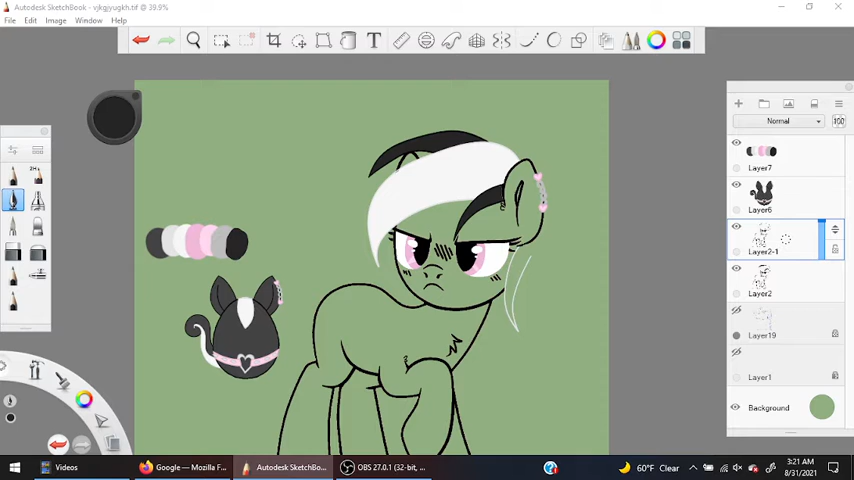 Autodesk SketchBook - vjkgjyugkh.tif @ 39.9%
File Edit Image Window Help
T
Normal 100
Layer7
Layer6
Layer2-1
Layer2
Layer19
Layer1
Background
Videos Google — Mozilla F... Autodesk SketchBo... OBS 27.0.1 (32-bit, ... 60°F Clear 3:21 AM
8/31/2021